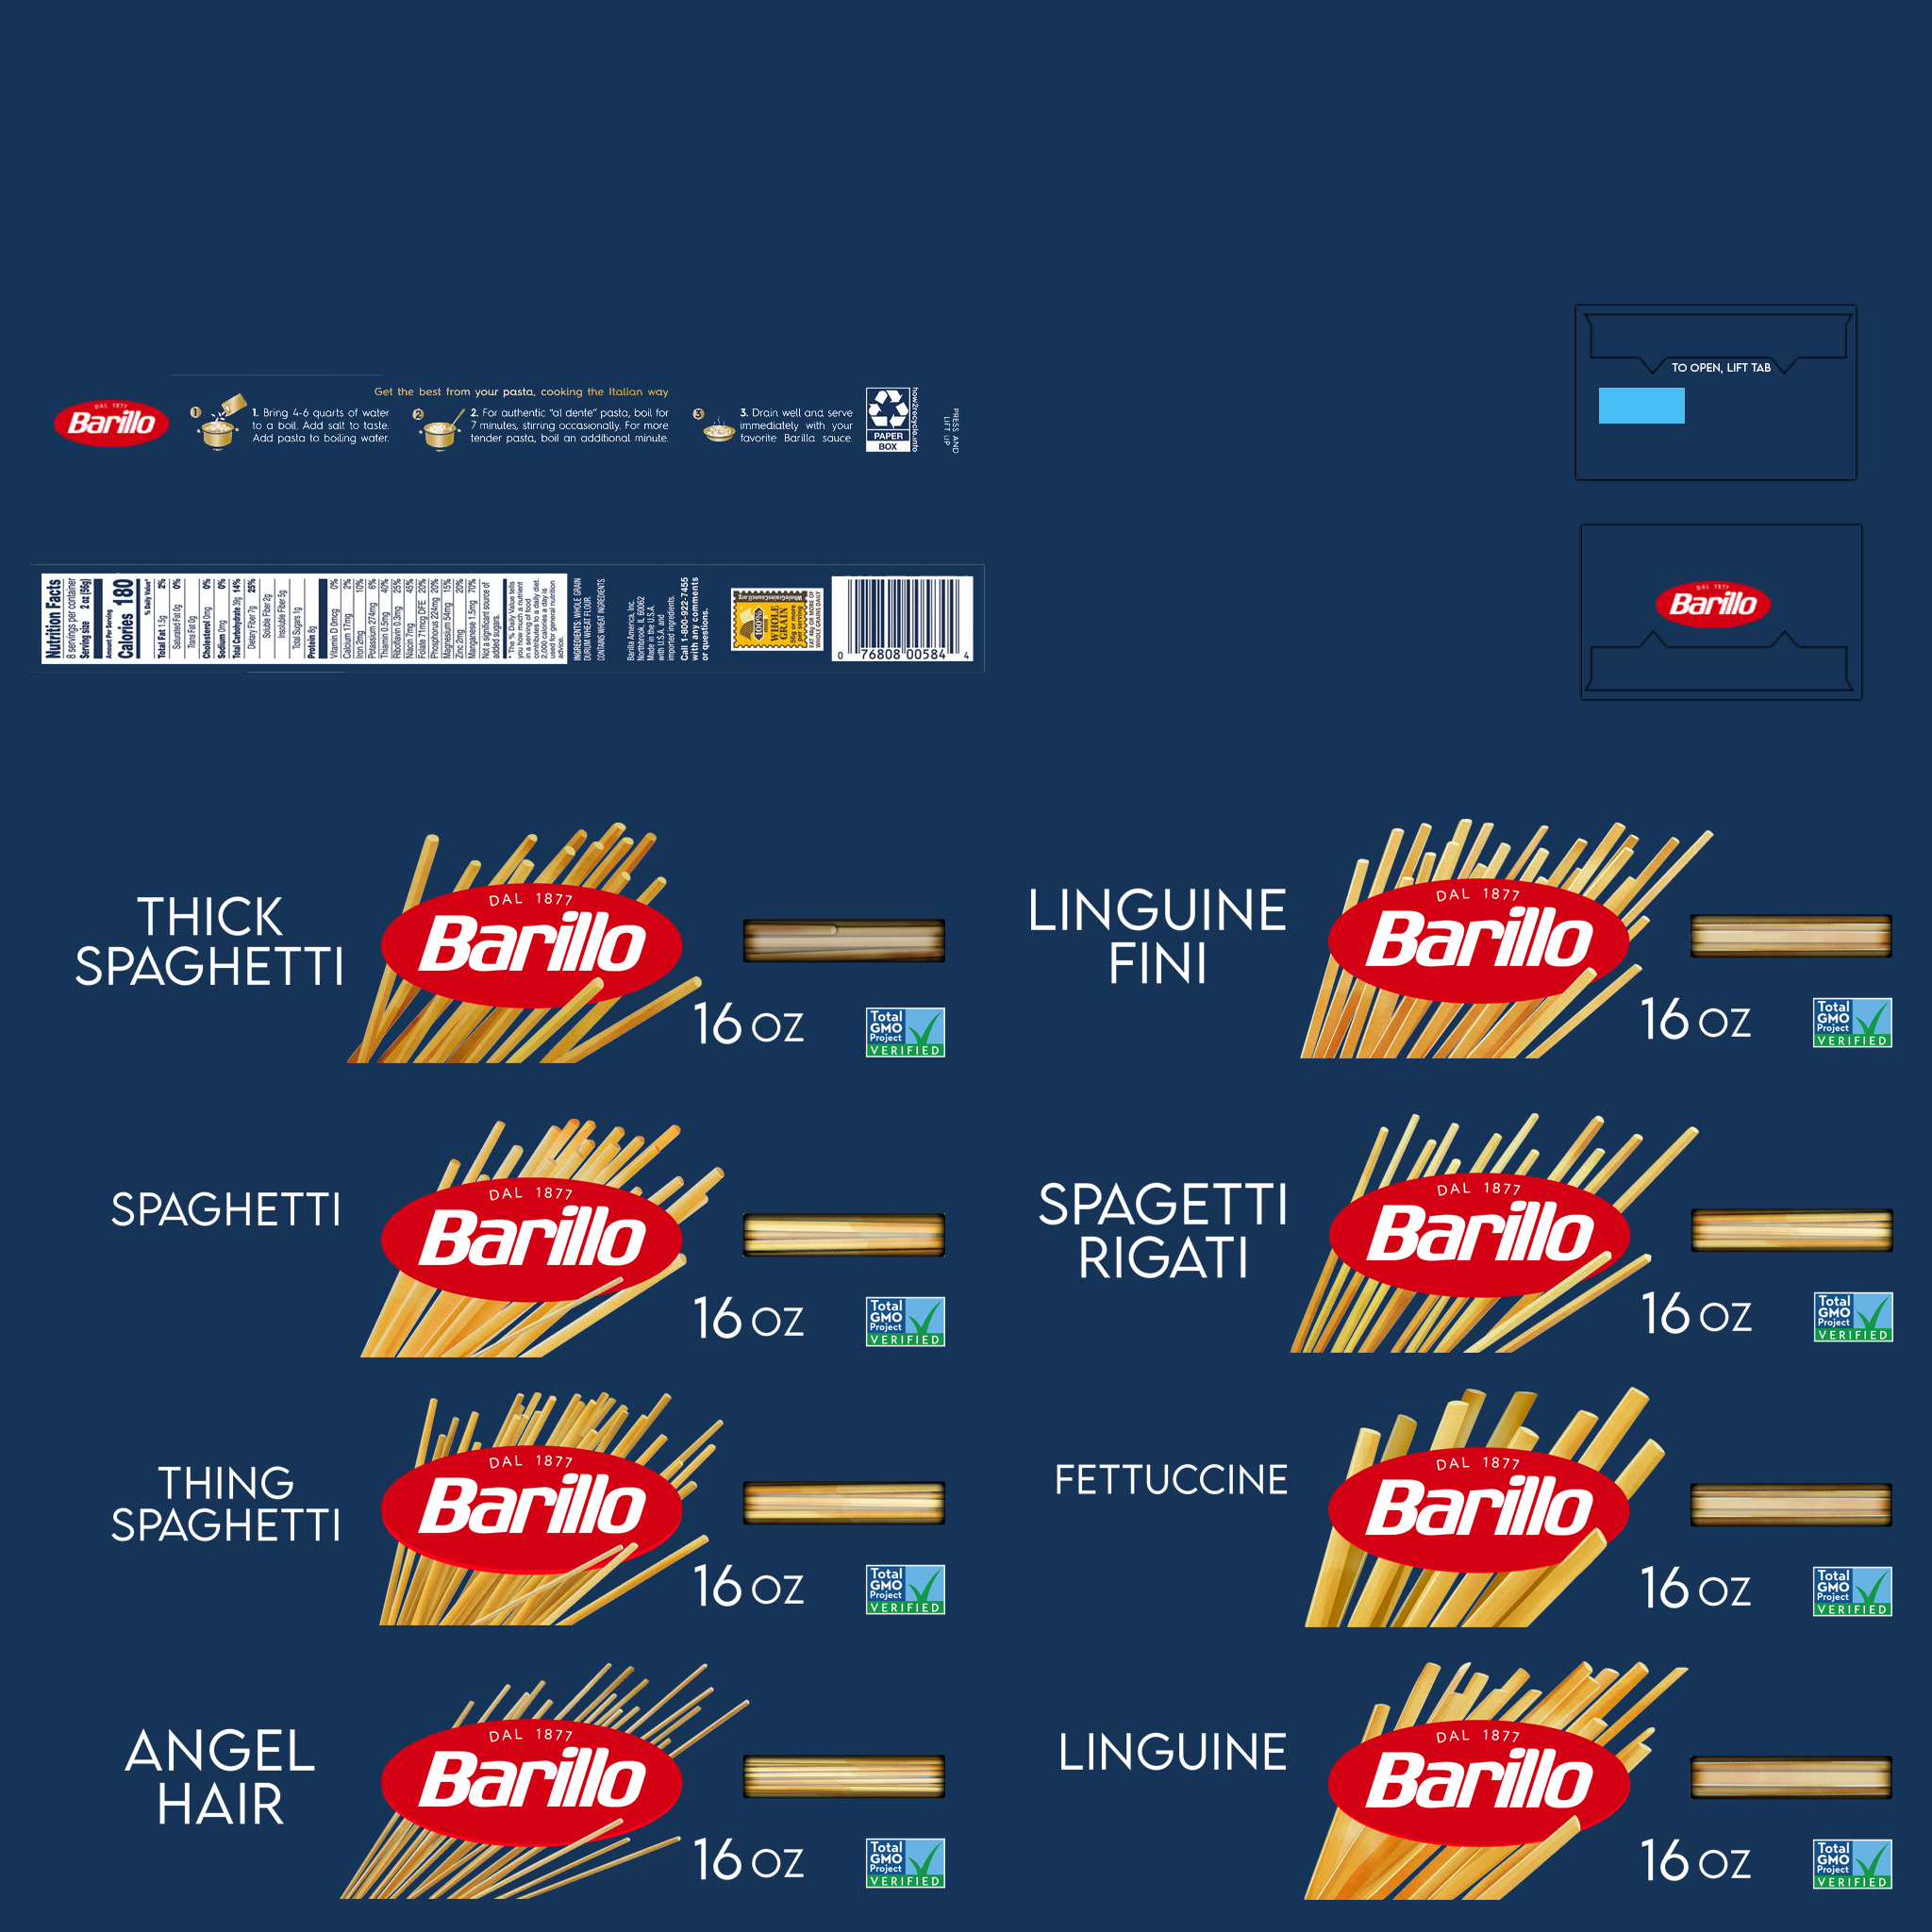 TO OPEN, LIFT TAB
DAL 1877
Barillo
Get the best from your pasta, cooking the Italian way
1
1. Bring 4-6 quarts of water
to a boil. Add salt to taste.
Add pasta to boiling water.
2
2. For authentic "al dente" pasta, boil for
7 minutes, stirring occasionally. For more
tender pasta, boil an additional minute.
3
3. Drain well and serve
immediately with your
favorite Barilla sauce.
PAPER
BOX
how2recycle.info
PRESS AND
LIFT UP
DAL 1877
Barillo
Nutrition Facts
8 servings per container
Serving size 2 oz (56g)
Amount Per Serving
Calories 180
% Daily Value*
Total Fat 1.5g 2%
Saturated Fat 0g 0%
Trans Fat 0g
Cholesterol 0mg 0%
Sodium 0mg 0%
Total Carbohydrate 39g 14%
Dietary Fiber 7g 25%
Soluble Fiber 2g
Insoluble Fiber 5g
Total Sugars 1g
Protein 8g
Vitamin D 0mcg 0%
Calcium 17mg 2%
Iron 2mg 10%
Potassium 274mg 6%
Thiamin 0.5mg 40%
Riboflavin 0.3mg 25%
Niacin 7mg 45%
Folate 71mcg DFE 20%
Phosphorus 224mg 20%
Magnesium 54mg 15%
Zinc 2mg 20%
Manganese 1.5mg 70%
Not a significant source of
added sugars.
* The % Daily Value tells
you how much a nutrient
in a serving of food
contributes to a daily diet.
2,000 calories a day is
used for general nutrition
advice.
INGREDIENTS: WHOLE GRAIN
DURUM WHEAT FLOUR
CONTAINS WHEAT INGREDIENTS
Barilla America, Inc.
Northbrook, IL 60062
Made in the U.S.A.
with U.S.A. and
imported ingredients.
Call 1-800-922-7455
with any comments
or questions.
WholeGrainsCouncil.org
100%
WHOLE
GRAIN
56g or more
per serving
EAT 48g OR MORE OF
WHOLE GRAINS DAILY
0 76808 00584 4
THICK
SPAGHETTI
DAL 1877
Barillo
16 OZ
Total
GMO
Project
VERIFIED
LINGUINE
FINI
DAL 1877
Barillo
16 OZ
Total
GMO
Project
VERIFIED
SPAGHETTI
DAL 1877
Barillo
16 OZ
Total
GMO
Project
VERIFIED
SPAGETTI
RIGATI
DAL 1877
Barillo
16 OZ
Total
GMO
Project
VERIFIED
THING
SPAGHETTI
DAL 1877
Barillo
16 OZ
Total
GMO
Project
VERIFIED
FETTUCCINE
DAL 1877
Barillo
16 OZ
Total
GMO
Project
VERIFIED
ANGEL
HAIR
DAL 1877
Barillo
16 OZ
Total
GMO
Project
VERIFIED
LINGUINE
DAL 1877
Barillo
16 OZ
Total
GMO
Project
VERIFIED